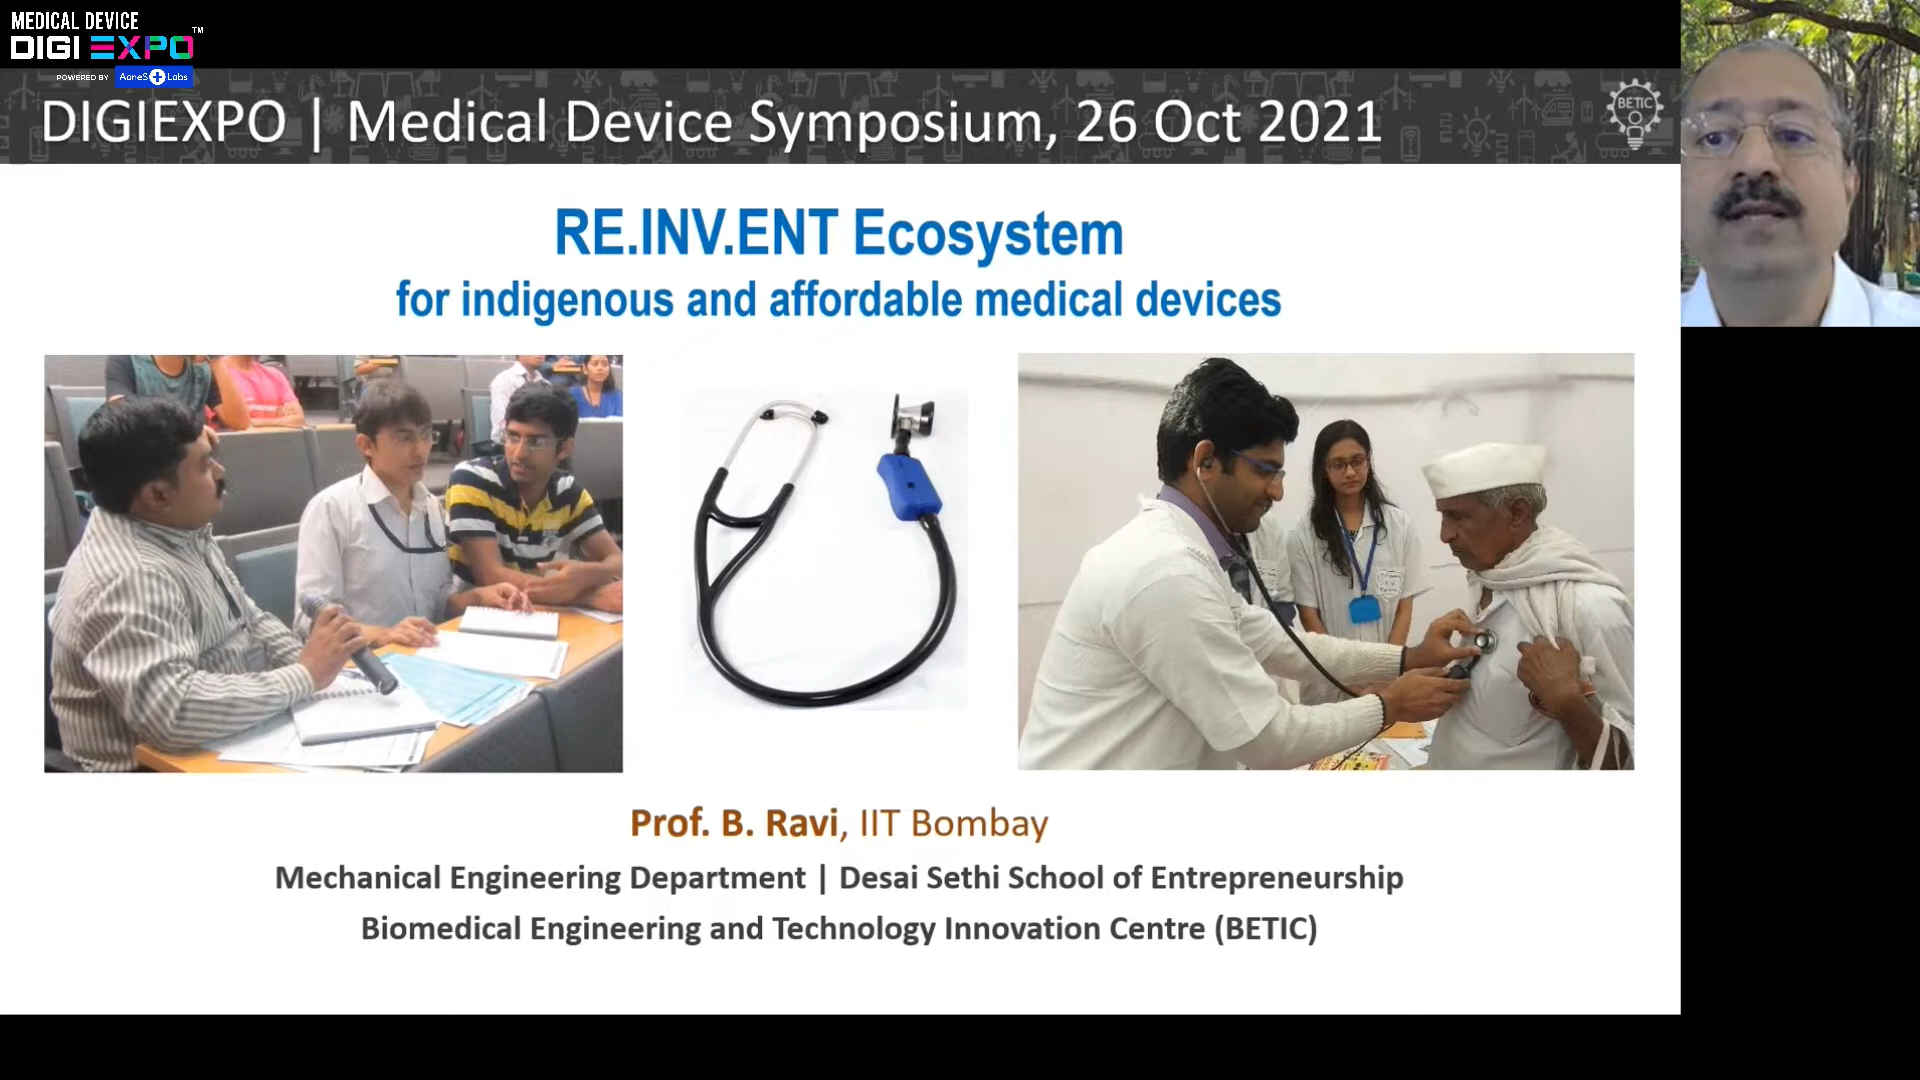 MEDICAL DEVICE
DIGI EXPO™
POWERED BY AoneS Labs
DIGIEXPO | Medical Device Symposium, 26 Oct 2021
BETIC
RE.INV.ENT Ecosystem
for indigenous and affordable medical devices
Prof. B. Ravi, IIT Bombay
Mechanical Engineering Department | Desai Sethi School of Entrepreneurship
Biomedical Engineering and Technology Innovation Centre (BETIC)